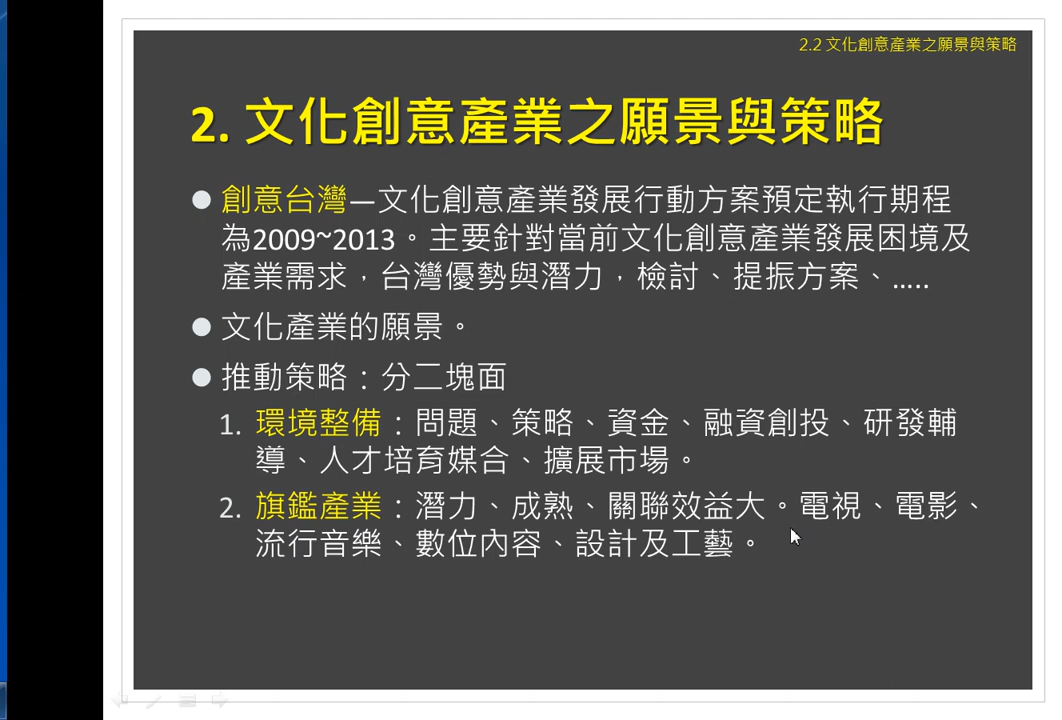 2.2 文化創意產業之願景與策略
2. 文化創意產業之願景與策略
● 創意台灣—文化創意產業發展行動方案預定執行期程
為2009~2013。主要針對當前文化創意產業發展困境及
產業需求，台灣優勢與潛力，檢討、提振方案、…..
● 文化產業的願景。
● 推動策略：分二塊面
1. 環境整備：問題、策略、資金、融資創投、研發輔
導、人才培育媒合、擴展市場。
2. 旗鑑產業：潛力、成熟、關聯效益大。電視、電影、
流行音樂、數位內容、設計及工藝。